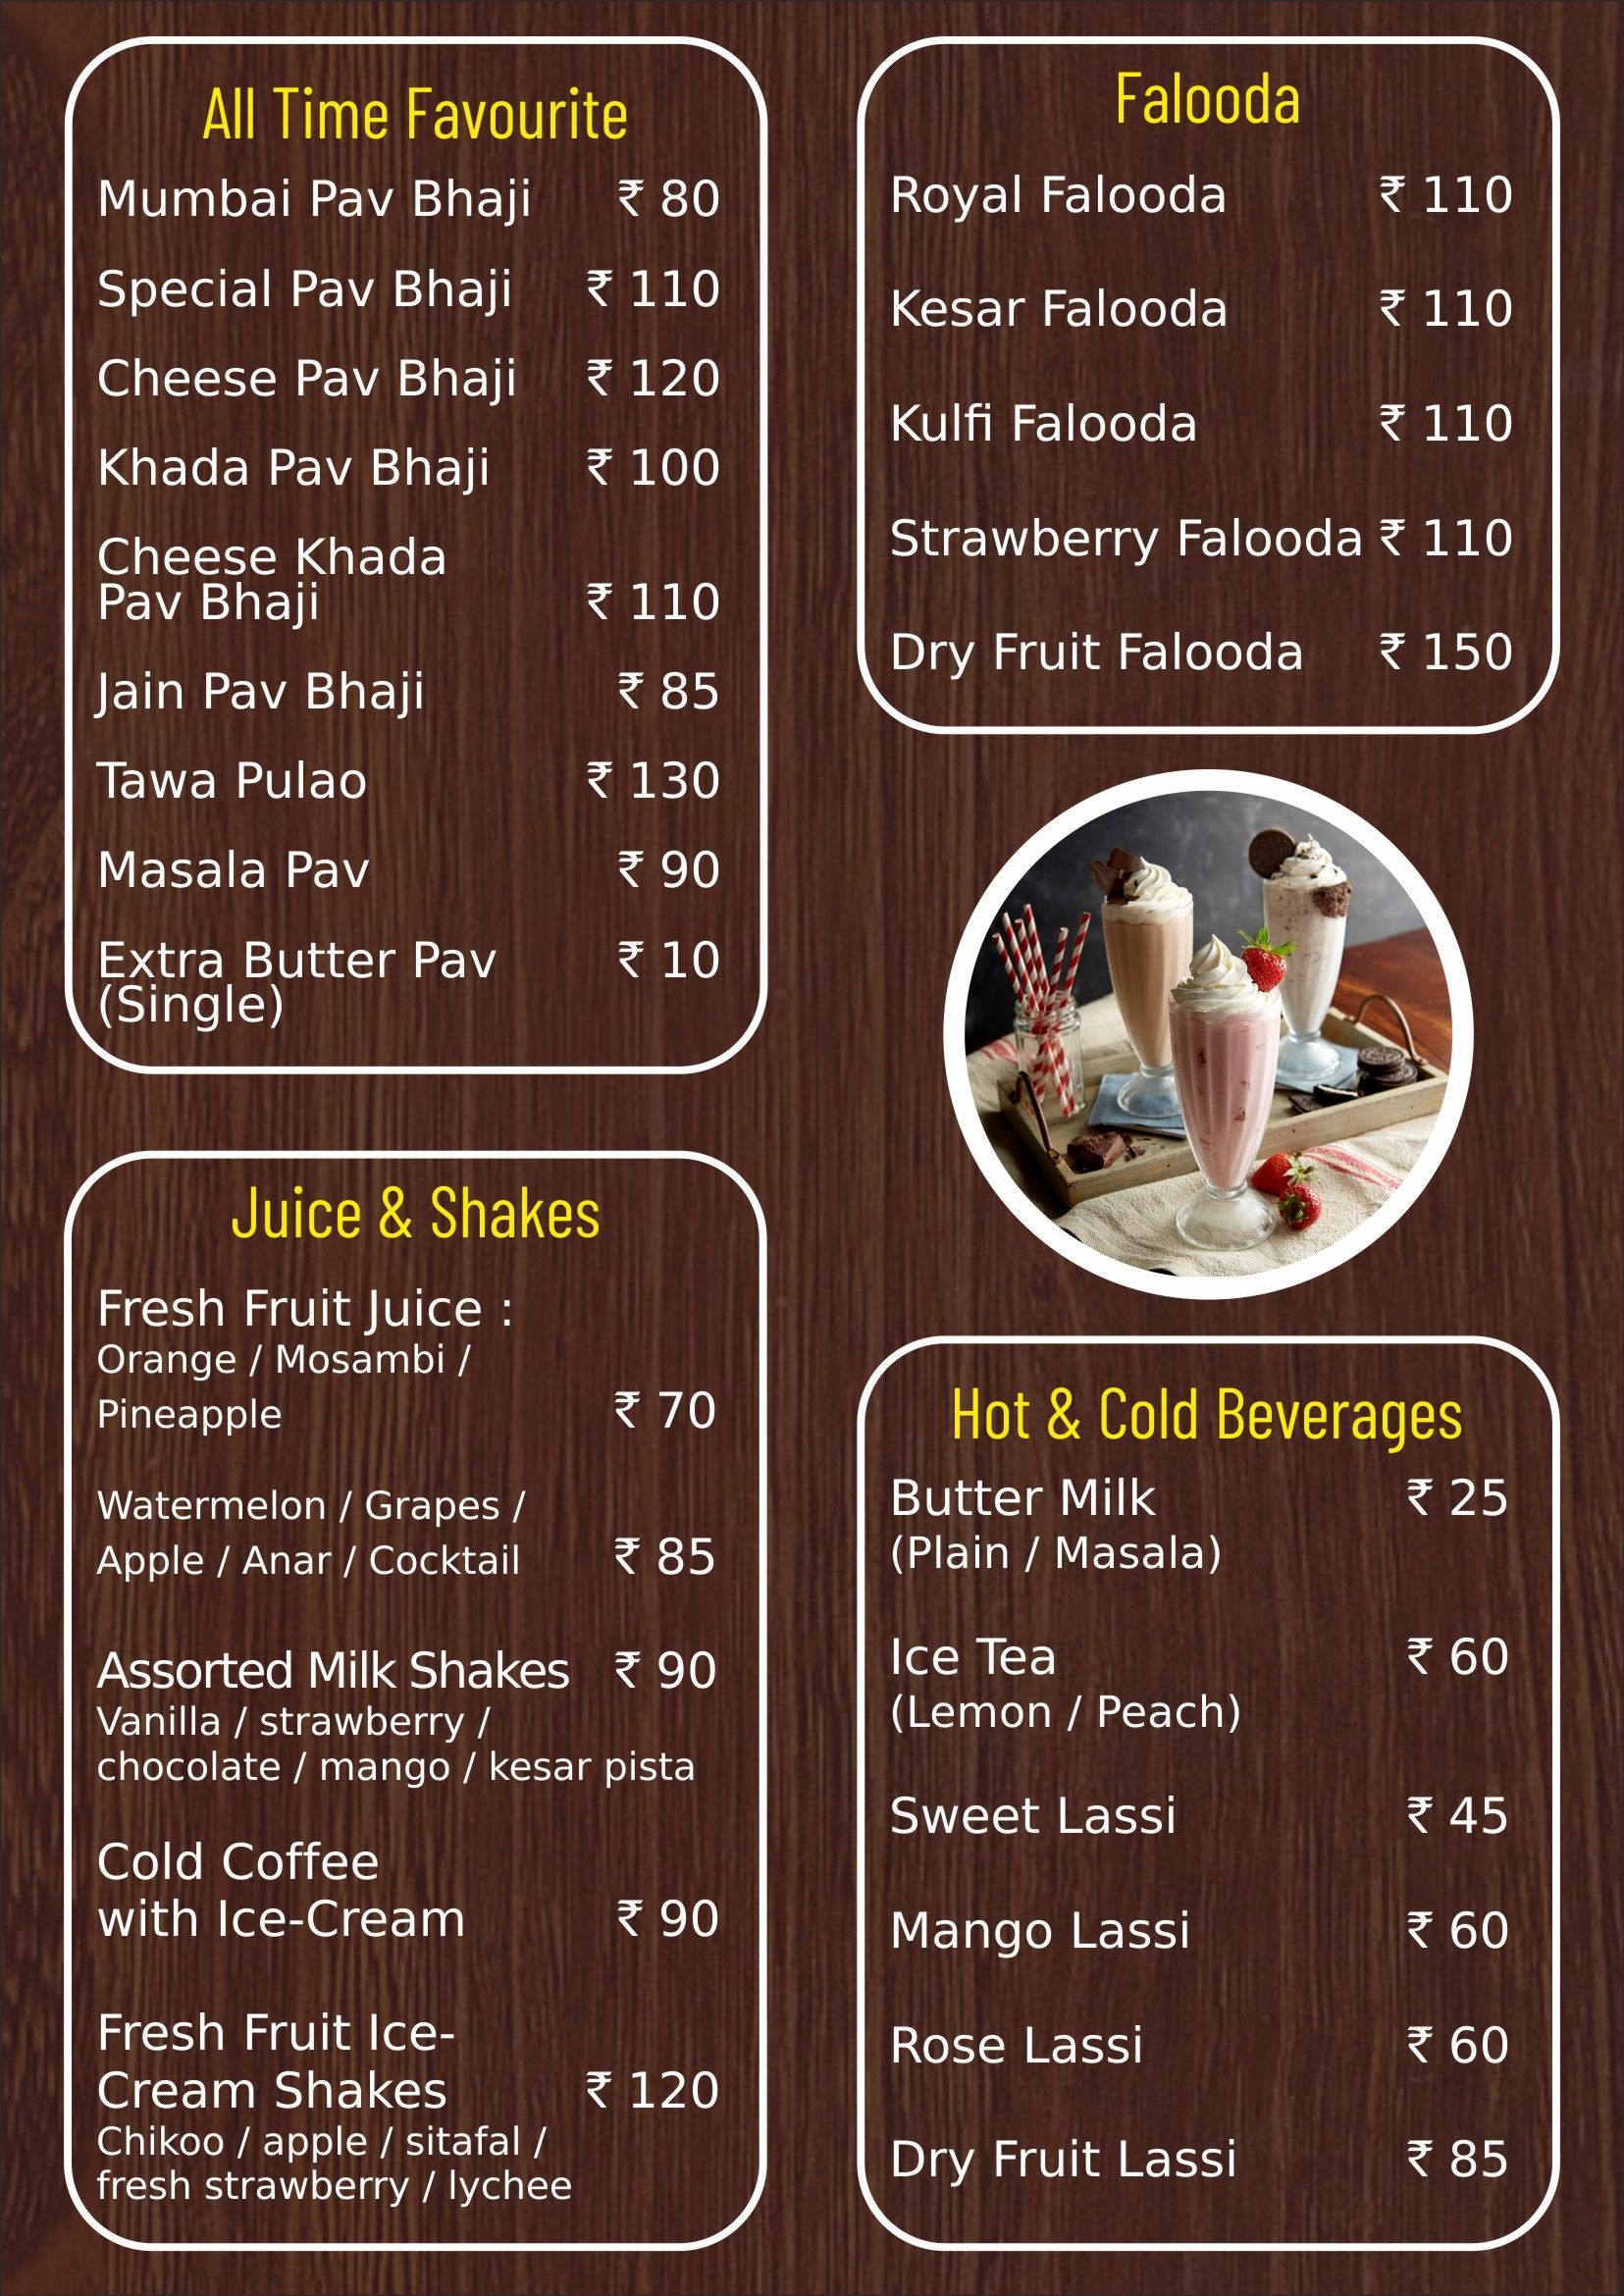 All Time Favourite
Mumbai Pav Bhaji ₹ 80
Special Pav Bhaji ₹ 110
Cheese Pav Bhaji ₹ 120
Khada Pav Bhaji ₹ 100
Cheese Khada
Pav Bhaji ₹ 110
Jain Pav Bhaji ₹ 85
Tawa Pulao ₹ 130
Masala Pav ₹ 90
Extra Butter Pav ₹ 10
(Single)
Juice & Shakes
Fresh Fruit Juice :
Orange / Mosambi /
Pineapple ₹ 70
Watermelon / Grapes /
Apple / Anar / Cocktail ₹ 85
Assorted Milk Shakes ₹ 90
Vanilla / strawberry /
chocolate / mango / kesar pista
Cold Coffee
with Ice-Cream ₹ 90
Fresh Fruit Ice-
Cream Shakes ₹ 120
Chikoo / apple / sitafal /
fresh strawberry / lychee
Falooda
Royal Falooda ₹ 110
Kesar Falooda ₹ 110
Kulfi Falooda ₹ 110
Strawberry Falooda ₹ 110
Dry Fruit Falooda ₹ 150
Hot & Cold Beverages
Butter Milk ₹ 25
(Plain / Masala)
Ice Tea ₹ 60
(Lemon / Peach)
Sweet Lassi ₹ 45
Mango Lassi ₹ 60
Rose Lassi ₹ 60
Dry Fruit Lassi ₹ 85